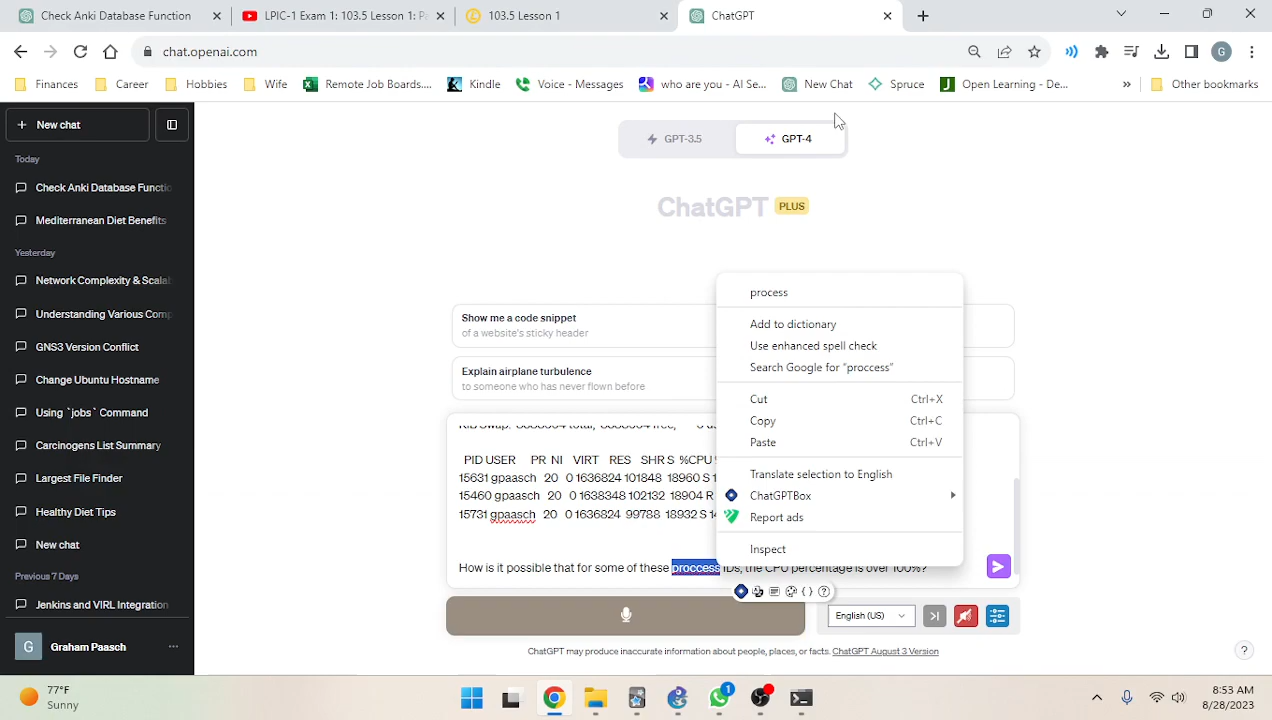 Check Anki Database Function
LPIC-1 Exam 1: 103.5 Lesson 1: Pa
103.5 Lesson 1
ChatGPT
chat.openai.com
G
Finances
Career
Hobbies
Wife
Remote Job Boards....
Kindle
Voice - Messages
who are you - AI Se...
New Chat
Spruce
Open Learning - De...
»
Other bookmarks
New chat
GPT-3.5
GPT-4
Today
Check Anki Database Functio
Mediterranean Diet Benefits
ChatGPT PLUS
Yesterday
Network Complexity & Scalab
Understanding Various Comp
GNS3 Version Conflict
Change Ubuntu Hostname
Using `jobs` Command
Carcinogens List Summary
Largest File Finder
Healthy Diet Tips
New chat
Previous 7 Days
Jenkins and VIRL Integration
G
Graham Paasch
Show me a code snippet
of a website's sticky header
Explain airplane turbulence
to someone who has never flown before
process
Add to dictionary
Use enhanced spell check
Search Google for “proccess”
Cut Ctrl+X
Copy Ctrl+C
Paste Ctrl+V
Translate selection to English
ChatGPTBox
Report ads
Inspect
PID USER PR NI VIRT RES SHR S %CPU
15631 gpaasch 20 0 1636824 101848 18960 S
15460 gpaasch 20 0 1638348 102132 18904 R
15731 gpaasch 20 0 1636824 99788 18932 S
How is it possible that for some of these proccess IDs, the CPU percentage is over 100%?
English (US)
ChatGPT may produce inaccurate information about people, places, or facts. ChatGPT August 3 Version
?
77°F
Sunny
1
8:53 AM
8/28/2023